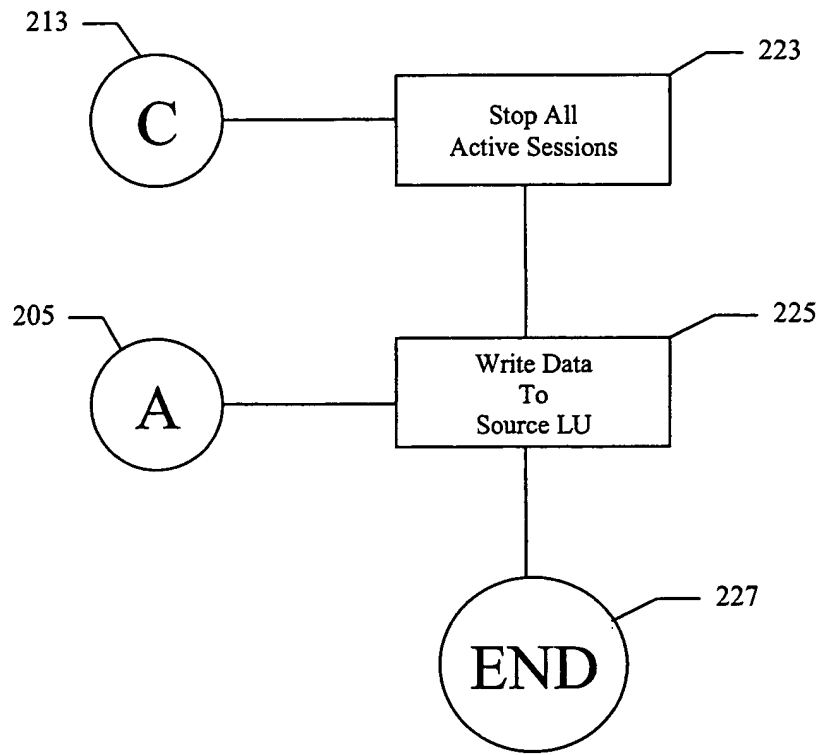 213
223
C
Stop All
Active Sessions
205
225
A
Write Data
To
Source LU
227
END